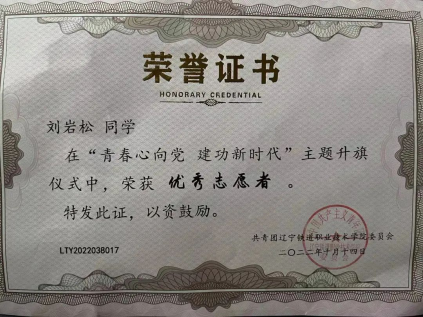 荣誉证书
HONORARY CREDENTIAL
刘岩松 同学
在“青春心向党 建功新时代”主题升旗
仪式中，荣获 优秀志愿者 。
特发此证，以资鼓励。
共青团辽宁铁道职业技术学院委员会
LTY2022038017
二〇二二年十月十四日